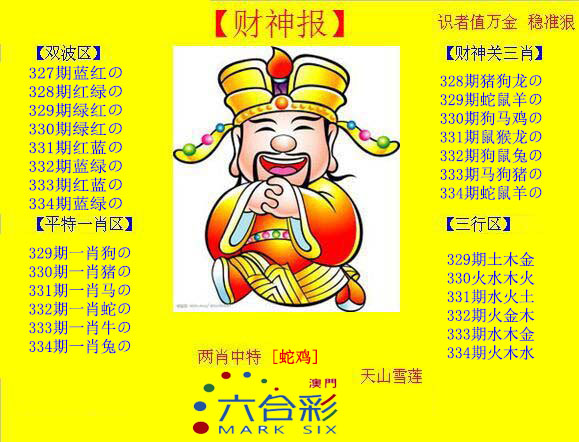 【财神报】
识者值万金 稳准狠
【双波区】
327期蓝红の
328期红绿の
329期绿红の
330期绿红の
331期红蓝の
332期蓝绿の
333期红蓝の
334期蓝绿の
【财神关三肖】
328期猪狗龙の
329期蛇鼠羊の
330期狗马鸡の
331期鼠猴龙の
332期狗鼠兔の
333期马狗猪の
334期蛇鼠羊の
【平特一肖区】
329期一肖狗の
330期一肖猪の
331期一肖马の
332期一肖蛇の
333期一肖牛の
334期一肖兔の
【三行区】
329期土木金
330火水木火
331期水火土
332期火金木
333期水木金
334期火木水
两肖中特 [蛇鸡]
天山雪莲
澳門
六合彩
MARK SIX